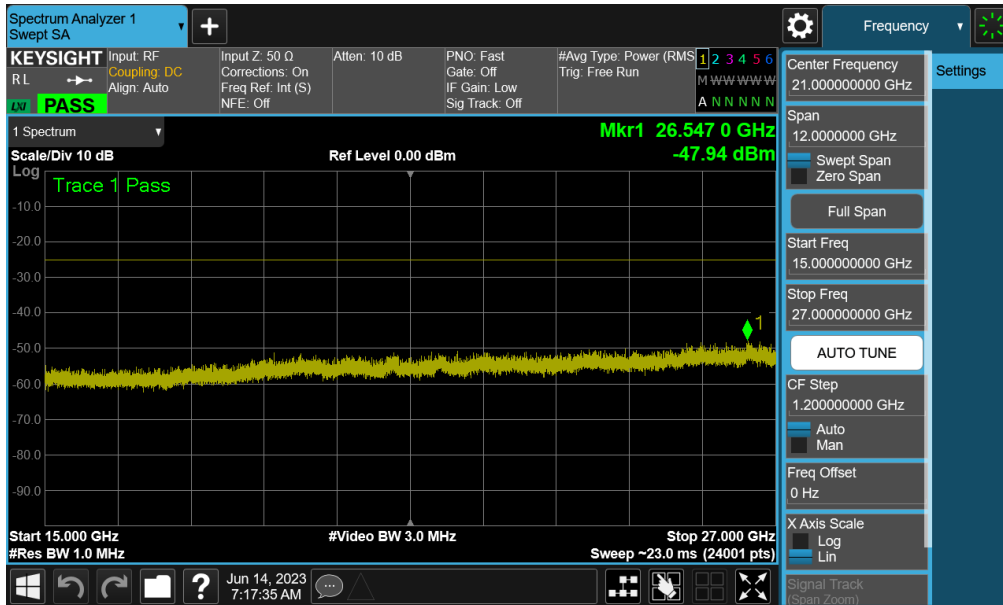 Spectrum Analyzer 1
Swept SA
+
Frequency
KEYSIGHT
RL
LXI PASS
Input: RF
Coupling: DC
Align: Auto
Input Z: 50 Ω
Corrections: On
Freq Ref: Int (S)
NFE: Off
Atten: 10 dB
PNO: Fast
Gate: Off
IF Gain: Low
Sig Track: Off
#Avg Type: Power (RMS
Trig: Free Run
1 2 3 4 5 6
M W W W W W
A N N N N N
1 Spectrum
Scale/Div 10 dB
Ref Level 0.00 dBm
Mkr1 26.547 0 GHz
-47.94 dBm
Log
Trace 1 Pass
-10.0
-20.0
-30.0
-40.0
1
-50.0
-60.0
-70.0
-80.0
-90.0
Start 15.000 GHz
#Video BW 3.0 MHz
Stop 27.000 GHz
#Res BW 1.0 MHz
Sweep ~23.0 ms (24001 pts)
Center Frequency
21.000000000 GHz
Settings
Span
12.0000000 GHz
Swept Span
Zero Span
Full Span
Start Freq
15.000000000 GHz
Stop Freq
27.000000000 GHz
AUTO TUNE
CF Step
1.200000000 GHz
Auto
Man
Freq Offset
0 Hz
X Axis Scale
Log
Lin
Signal Track
(Span Zoom)
?
Jun 14, 2023
7:17:35 AM